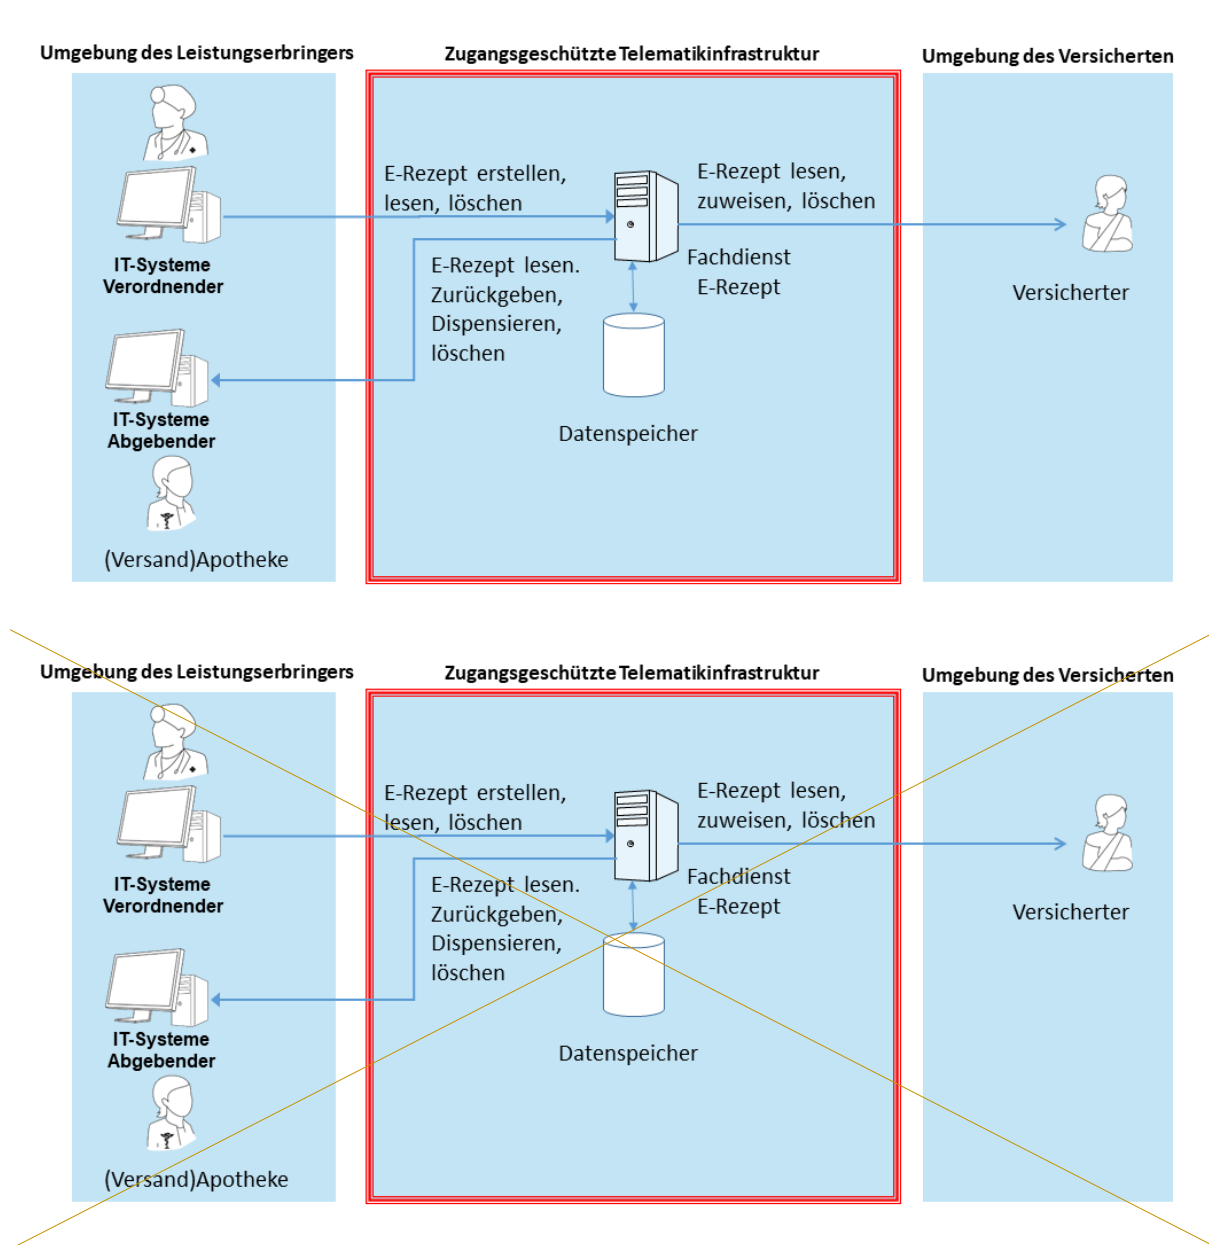 Umgebung des Leistungserbringers
Zugangsgeschützte Telematikinfrastruktur
Umgebung des Versicherten
E-Rezept erstellen,
lesen, löschen
E-Rezept lesen,
zuweisen, löschen
IT-Systeme
Verordnender
E-Rezept lesen.
Zurückgeben,
Dispensieren,
löschen
Fachdienst
E-Rezept
Versicherter
IT-Systeme
Abgebender
Datenspeicher
(Versand)Apotheke
Umgebung des Leistungserbringers
Zugangsgeschützte Telematikinfrastruktur
Umgebung des Versicherten
E-Rezept erstellen,
lesen, löschen
E-Rezept lesen,
zuweisen, löschen
IT-Systeme
Verordnender
E-Rezept lesen.
Zurückgeben,
Dispensieren,
löschen
Fachdienst
E-Rezept
Versicherter
IT-Systeme
Abgebender
Datenspeicher
(Versand)Apotheke